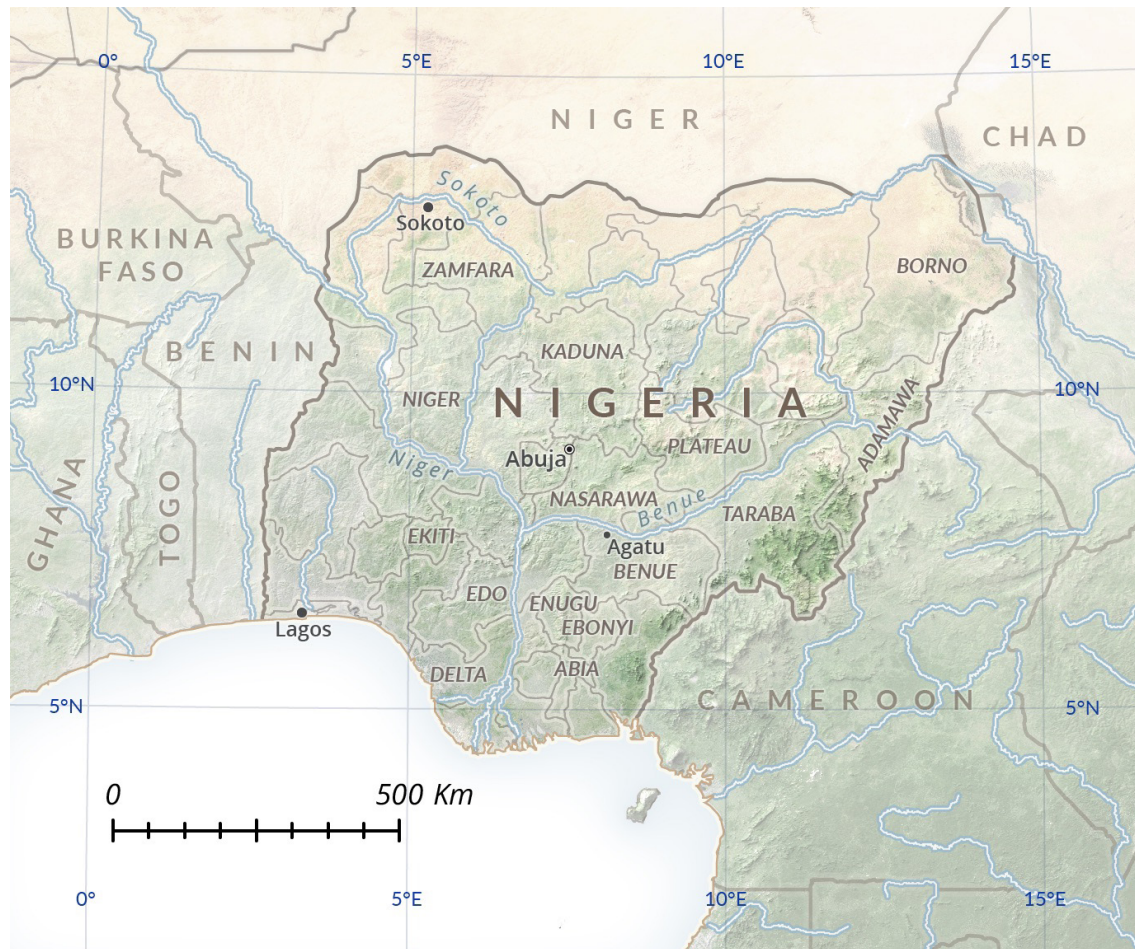 0° 5°E 10°E 15°E
NIGER
CHAD
Sokoto
Sokoto
BURKINA
FASO
ZAMFARA
BORNO
BENIN
KADUNA
10°N
10°N
NIGER
NIGERIA
ADAMAWA
PLATEAU
Abuja
Niger
NASARAWA
Benue
TARABA
GHANA
TOGO
EKITI
Agatu
BENUE
EDO
ENUGU
EBONYI
Lagos
DELTA
ABIA
CAMEROON
5°N
5°N
0 500 Km
0° 5°E 10°E 15°E